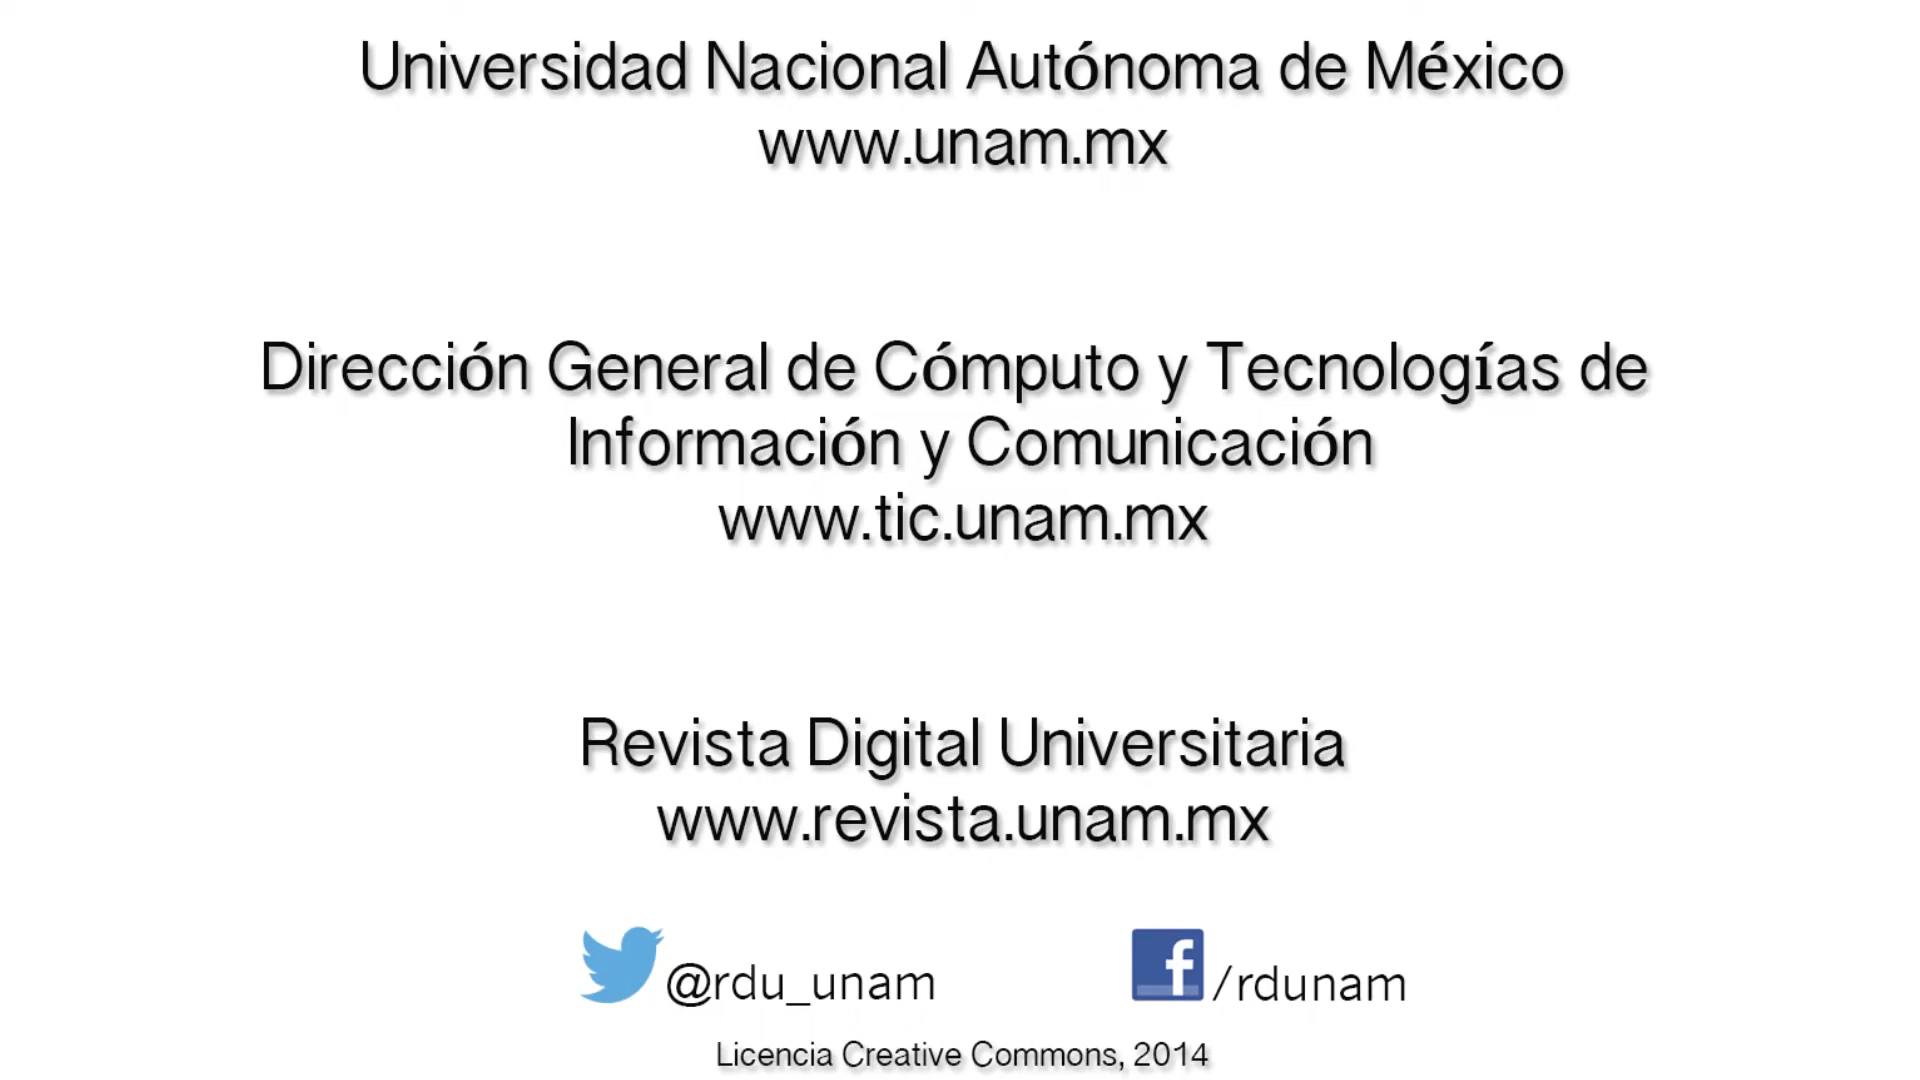 Universidad Nacional Autónoma de México
www.unam.mx
Dirección General de Cómputo y Tecnologías de
Información y Comunicación
www.tic.unam.mx
Revista Digital Universitaria
www.revista.unam.mx
@rdu_unam
/rdunam
Licencia Creative Commons, 2014